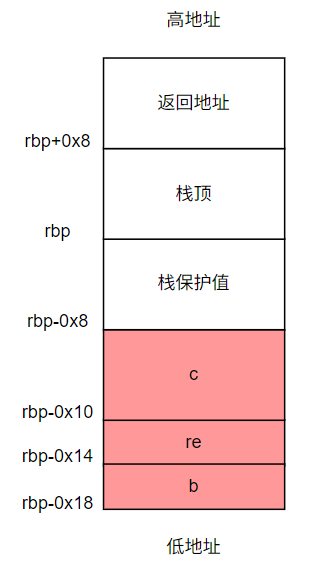 高地址
返回地址
rbp+0x8
栈顶
rbp
栈保护值
rbp-0x8
c
rbp-0x10
re
rbp-0x14
b
rbp-0x18
低地址